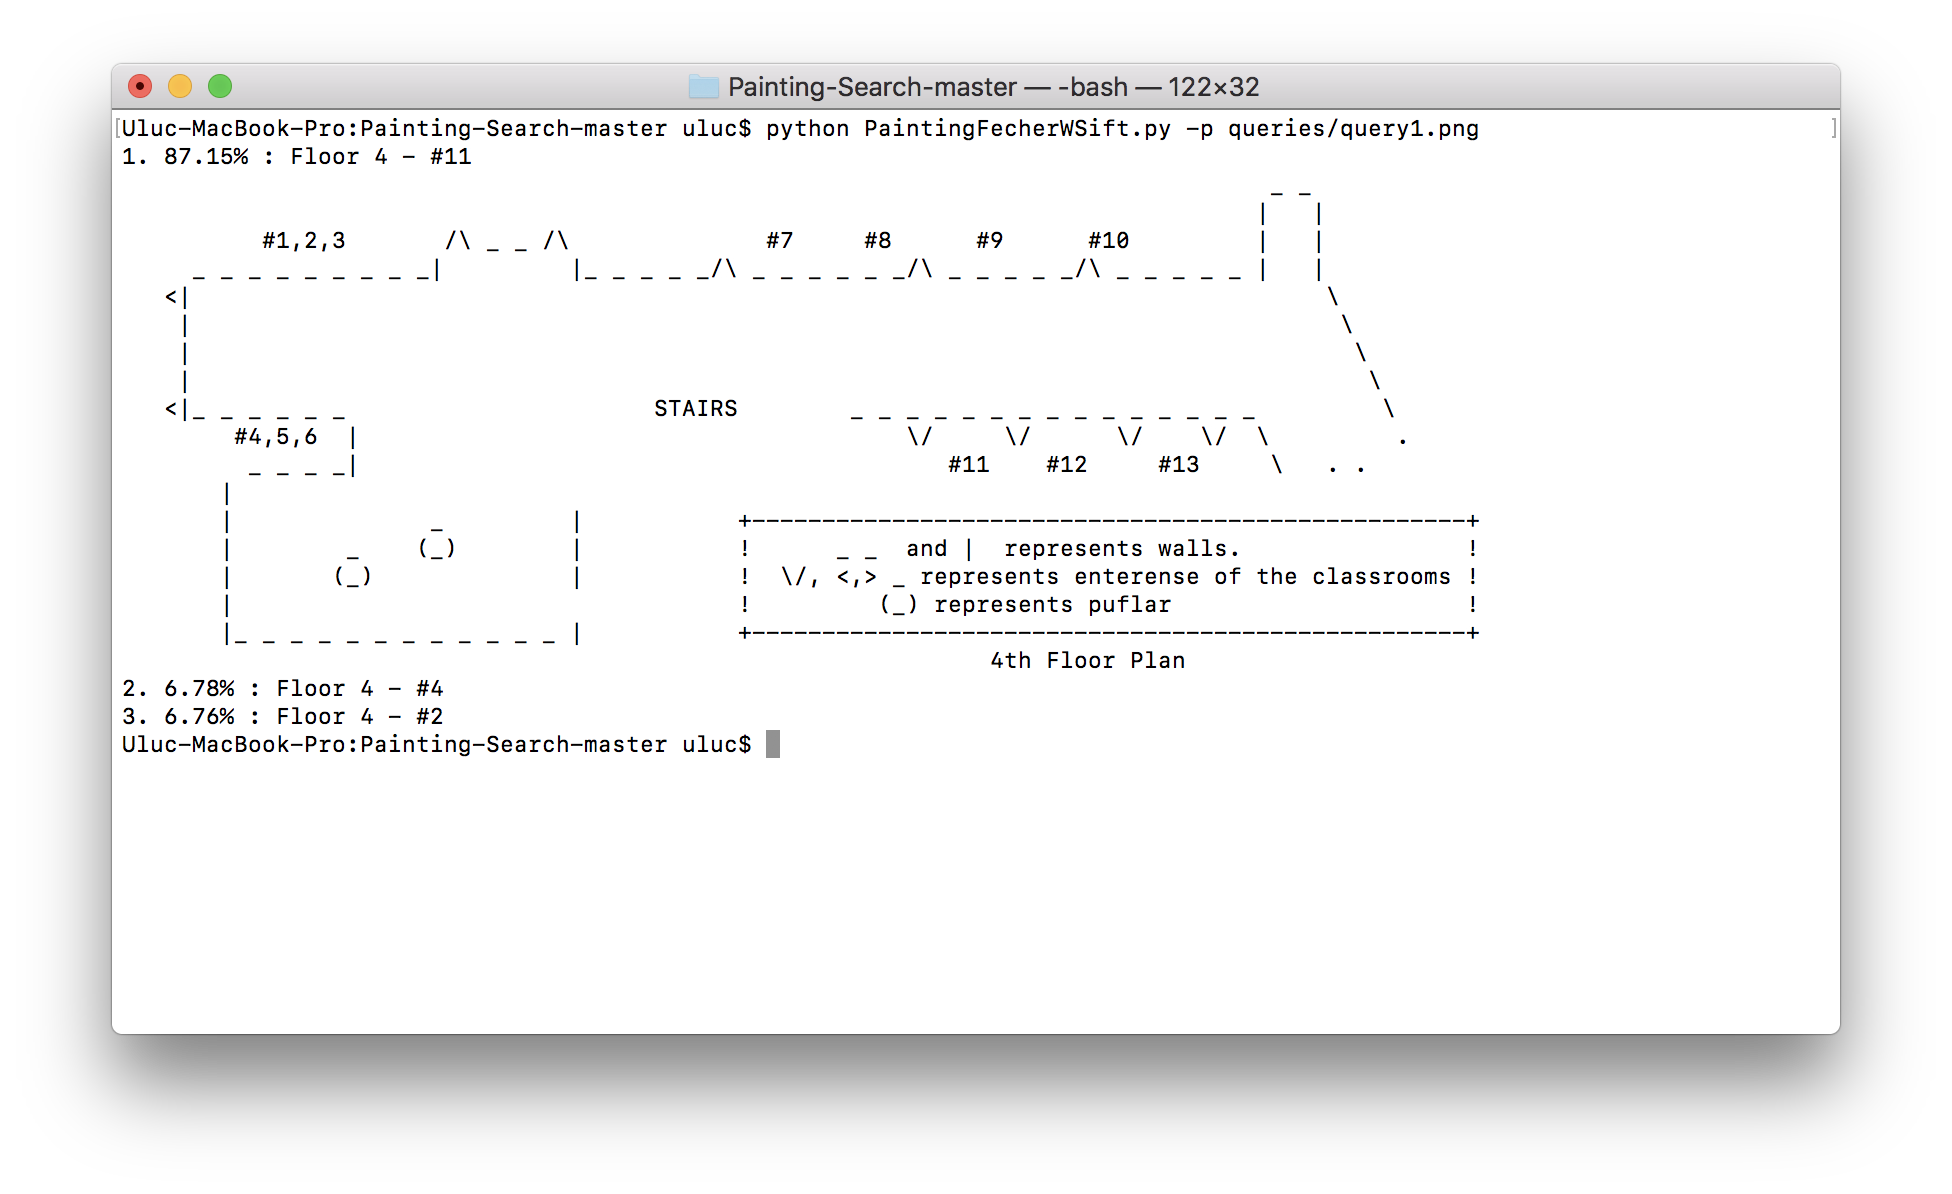 Painting-Search-master — -bash — 122×32
Uluc-MacBook-Pro:Painting-Search-master uluc$ python PaintingFecherWSift.py -p queries/query1.png
1. 87.15% : Floor 4 - #11
                                                                                  _ _
                                                                                 |   |
          #1,2,3       /\ _ _ /\              #7     #8      #9      #10         |   |
     _ _ _ _ _ _ _ _ _|         |_ _ _ _ _/\ _ _ _ _ _ _/\ _ _ _ _ _/\ _ _ _ _ _ |   |
   <|                                                                                 \
    |                                                                                  \
    |                                                                                   \
    |                                                                                    \
   <|_ _ _ _ _ _                      STAIRS        _ _ _ _ _ _ _ _ _ _ _ _ _ _ _         \
        #4,5,6  |                                       \/     \/      \/    \/  \         .
         _ _ _ _|                                          #11    #12     #13     \   . .
       |
       |              _         |           +---------------------------------------------------+
       |        _    (_)        |           !      _ _  and |  represents walls.                !
       |       (_)              |           !  \/, <,> _ represents enterense of the classrooms !
       |                                    !         (_) represents puflar                     !
       |_ _ _ _ _ _ _ _ _ _ _ _ |           +---------------------------------------------------+
                                                              4th Floor Plan
2. 6.78% : Floor 4 - #4
3. 6.76% : Floor 4 - #2
Uluc-MacBook-Pro:Painting-Search-master uluc$